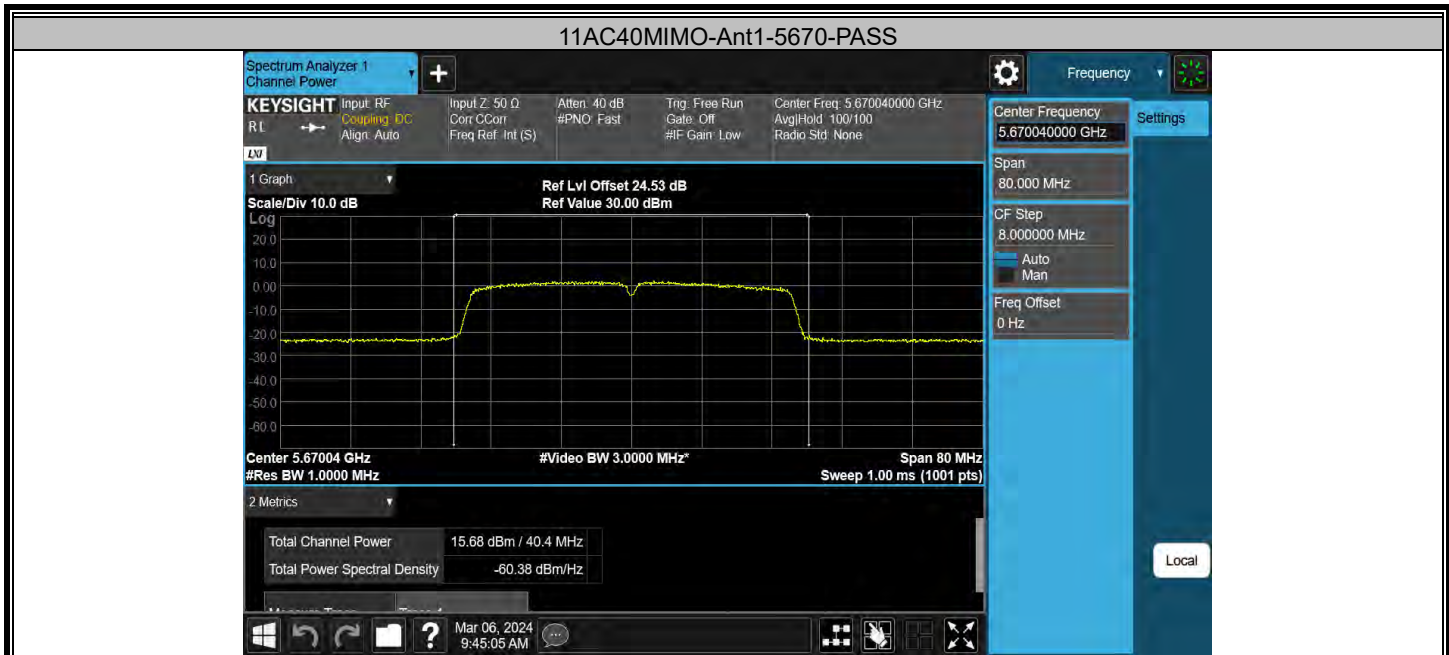 11AC40MIMO-Ant1-5670-PASS
Spectrum Analyzer 1
Channel Power
+
Frequency
KEYSIGHT
RL
LXI
Input: RF
Coupling: DC
Align: Auto
Input Z: 50 Ω
Corr CCorr
Freq Ref: Int (S)
Atten: 40 dB
#PNO: Fast
Trig: Free Run
Gate: Off
#IF Gain: Low
Center Freq: 5.670040000 GHz
Avg|Hold: 100/100
Radio Std: None
Center Frequency
5.670040000 GHz
Settings
Span
80.000 MHz
CF Step
8.000000 MHz
Auto
Man
Freq Offset
0 Hz
Local
1 Graph
Scale/Div 10.0 dB
Ref Lvl Offset 24.53 dB
Ref Value 30.00 dBm
Log
20.0
10.0
0.00
-10.0
-20.0
-30.0
-40.0
-50.0
-60.0
Center 5.67004 GHz
#Res BW 1.0000 MHz
#Video BW 3.0000 MHz*
Span 80 MHz
Sweep 1.00 ms (1001 pts)
2 Metrics
Total Channel Power 15.68 dBm / 40.4 MHz
Total Power Spectral Density -60.38 dBm/Hz
?
Mar 06, 2024
9:45:05 AM